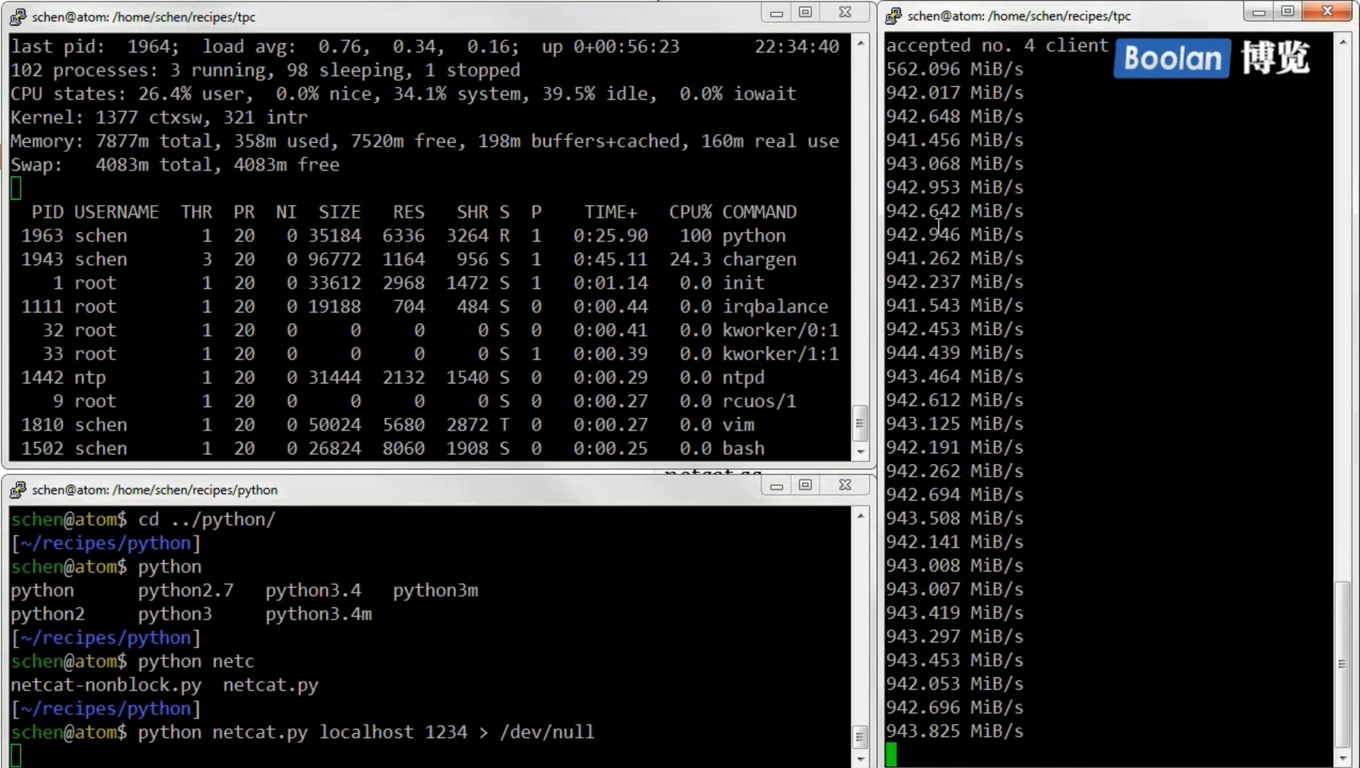 schen@atom: /home/schen/recipes/tpc
last pid:  1964;  load avg:  0.76,  0.34,  0.16;  up 0+00:56:23       22:34:40
102 processes: 3 running, 98 sleeping, 1 stopped
CPU states: 26.4% user,  0.0% nice, 34.1% system, 39.5% idle,  0.0% iowait
Kernel: 1377 ctxsw, 321 intr
Memory: 7877m total, 358m used, 7520m free, 198m buffers+cached, 160m real use
Swap:   4083m total, 4083m free
PID USERNAME  THR  PR  NI  SIZE   RES   SHR S  P    TIME+   CPU% COMMAND
1963 schen       1  20   0 35184  6336  3264 R  1   0:25.90   100 python
1943 schen       3  20   0 96772  1164   956 S  1   0:45.11  24.3 chargen
1 root        1  20   0 33612  2968  1472 S  1   0:01.14   0.0 init
1111 root        1  20   0 19188   704   484 S  0   0:00.44   0.0 irqbalance
32 root        1  20   0     0     0     0 S  0   0:00.41   0.0 kworker/0:1
33 root        1  20   0     0     0     0 S  1   0:00.39   0.0 kworker/1:1
1442 ntp         1  20   0 31444  2132  1540 S  0   0:00.29   0.0 ntpd
9 root        1  20   0     0     0     0 S  0   0:00.27   0.0 rcuos/1
1810 schen       1  20   0 50024  5680  2872 T  0   0:00.27   0.0 vim
1502 schen       1  20   0 26824  8060  1908 S  0   0:00.25   0.0 bash
schen@atom: /home/schen/recipes/python
schen@atom$ cd ../python/
[~/recipes/python]
schen@atom$ python
python      python2.7   python3.4   python3m
python2     python3     python3.4m
[~/recipes/python]
schen@atom$ python netc
netcat-nonblock.py  netcat.py
[~/recipes/python]
schen@atom$ python netcat.py localhost 1234 > /dev/null
schen@atom: /home/schen/recipes/tpc
accepted no. 4 client
Boolan 博览
562.096 MiB/s
942.017 MiB/s
942.648 MiB/s
941.456 MiB/s
943.068 MiB/s
942.953 MiB/s
942.642 MiB/s
942.946 MiB/s
941.262 MiB/s
942.237 MiB/s
941.543 MiB/s
942.453 MiB/s
944.439 MiB/s
943.464 MiB/s
942.612 MiB/s
943.125 MiB/s
942.191 MiB/s
942.262 MiB/s
942.694 MiB/s
943.508 MiB/s
942.141 MiB/s
943.008 MiB/s
943.007 MiB/s
943.419 MiB/s
943.297 MiB/s
943.453 MiB/s
942.053 MiB/s
942.696 MiB/s
943.825 MiB/s